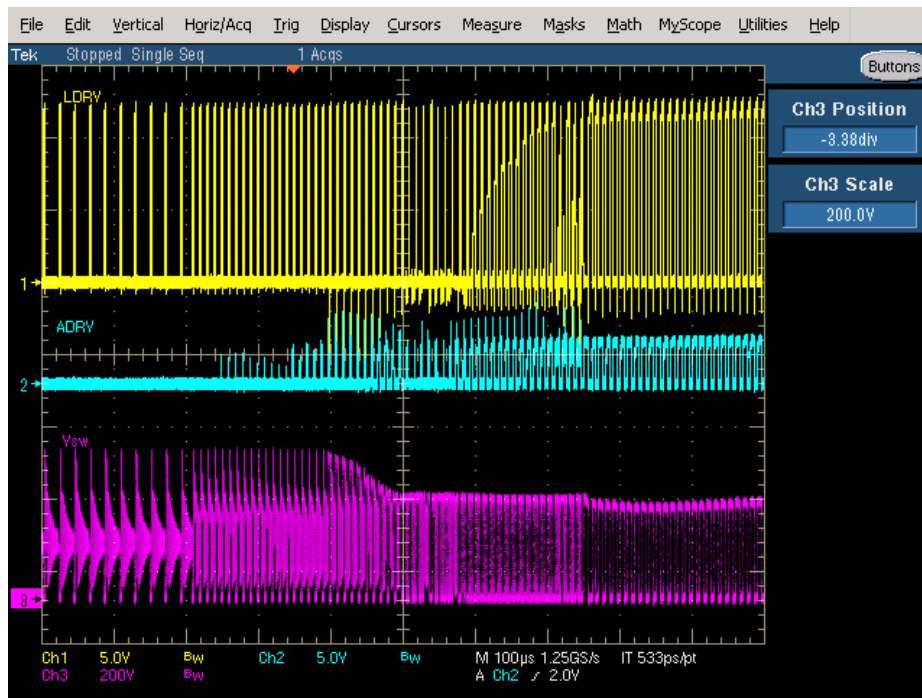 File Edit Vertical Horiz/Acq Trig Display Cursors Measure Masks Math MyScope Utilities Help
Tek Stopped Single Seq 1 Acqs
Buttons
LDRV
Ch3 Position
-3.38div
Ch3 Scale
200.0V
1
ADRV
2
Vsw
3
Ch1 5.0V Bw Ch2 5.0V Bw M 100µs 1.25GS/s IT 533ps/pt
Ch3 200V Bw A Ch2 / 2.0V